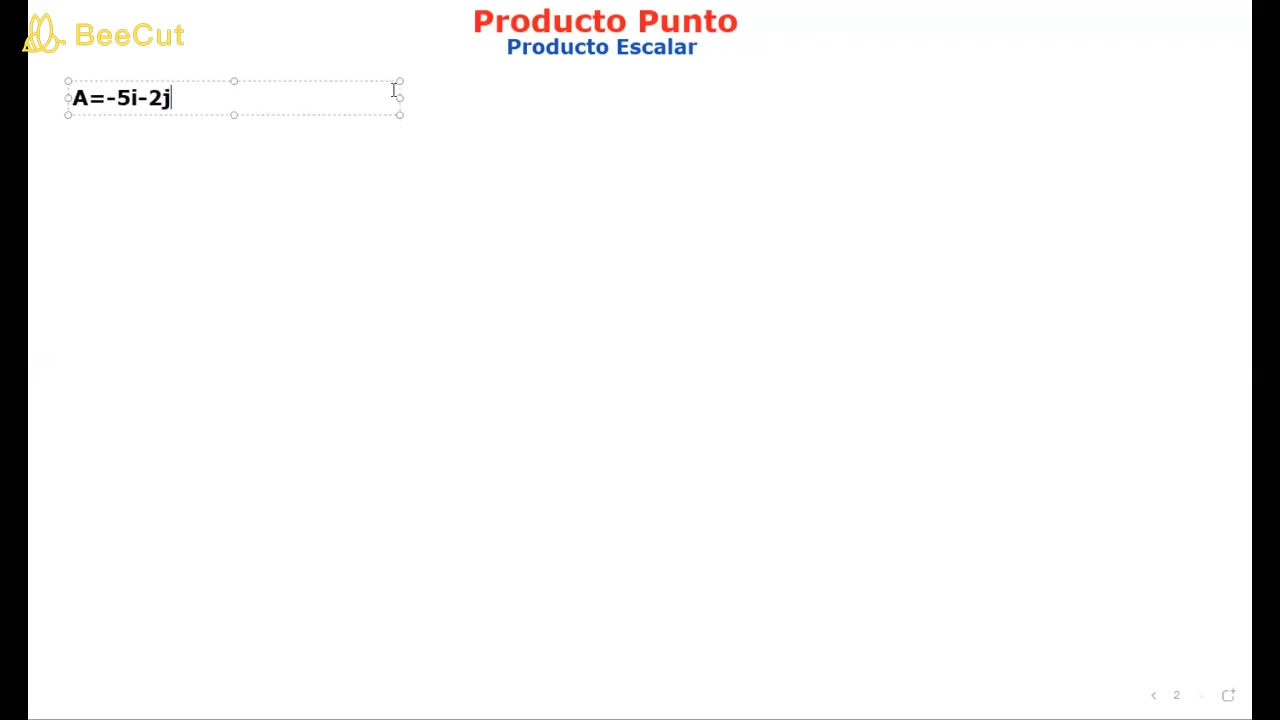 Producto Punto
BeeCut
Producto Escalar
A=-5i-2j
< 2 >